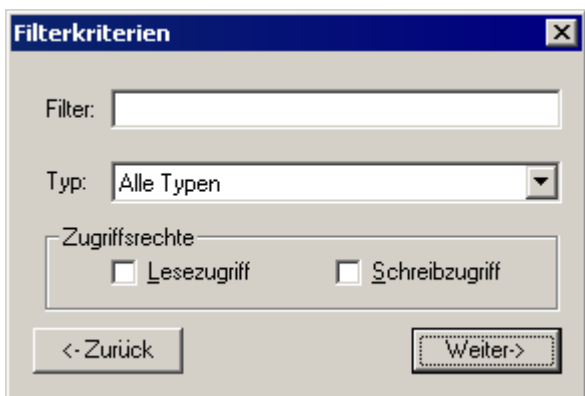 Filterkriterien
Filter:
Typ: Alle Typen
Zugriffsrechte
Lesezugriff Schreibzugriff
<- Zurück Weiter->